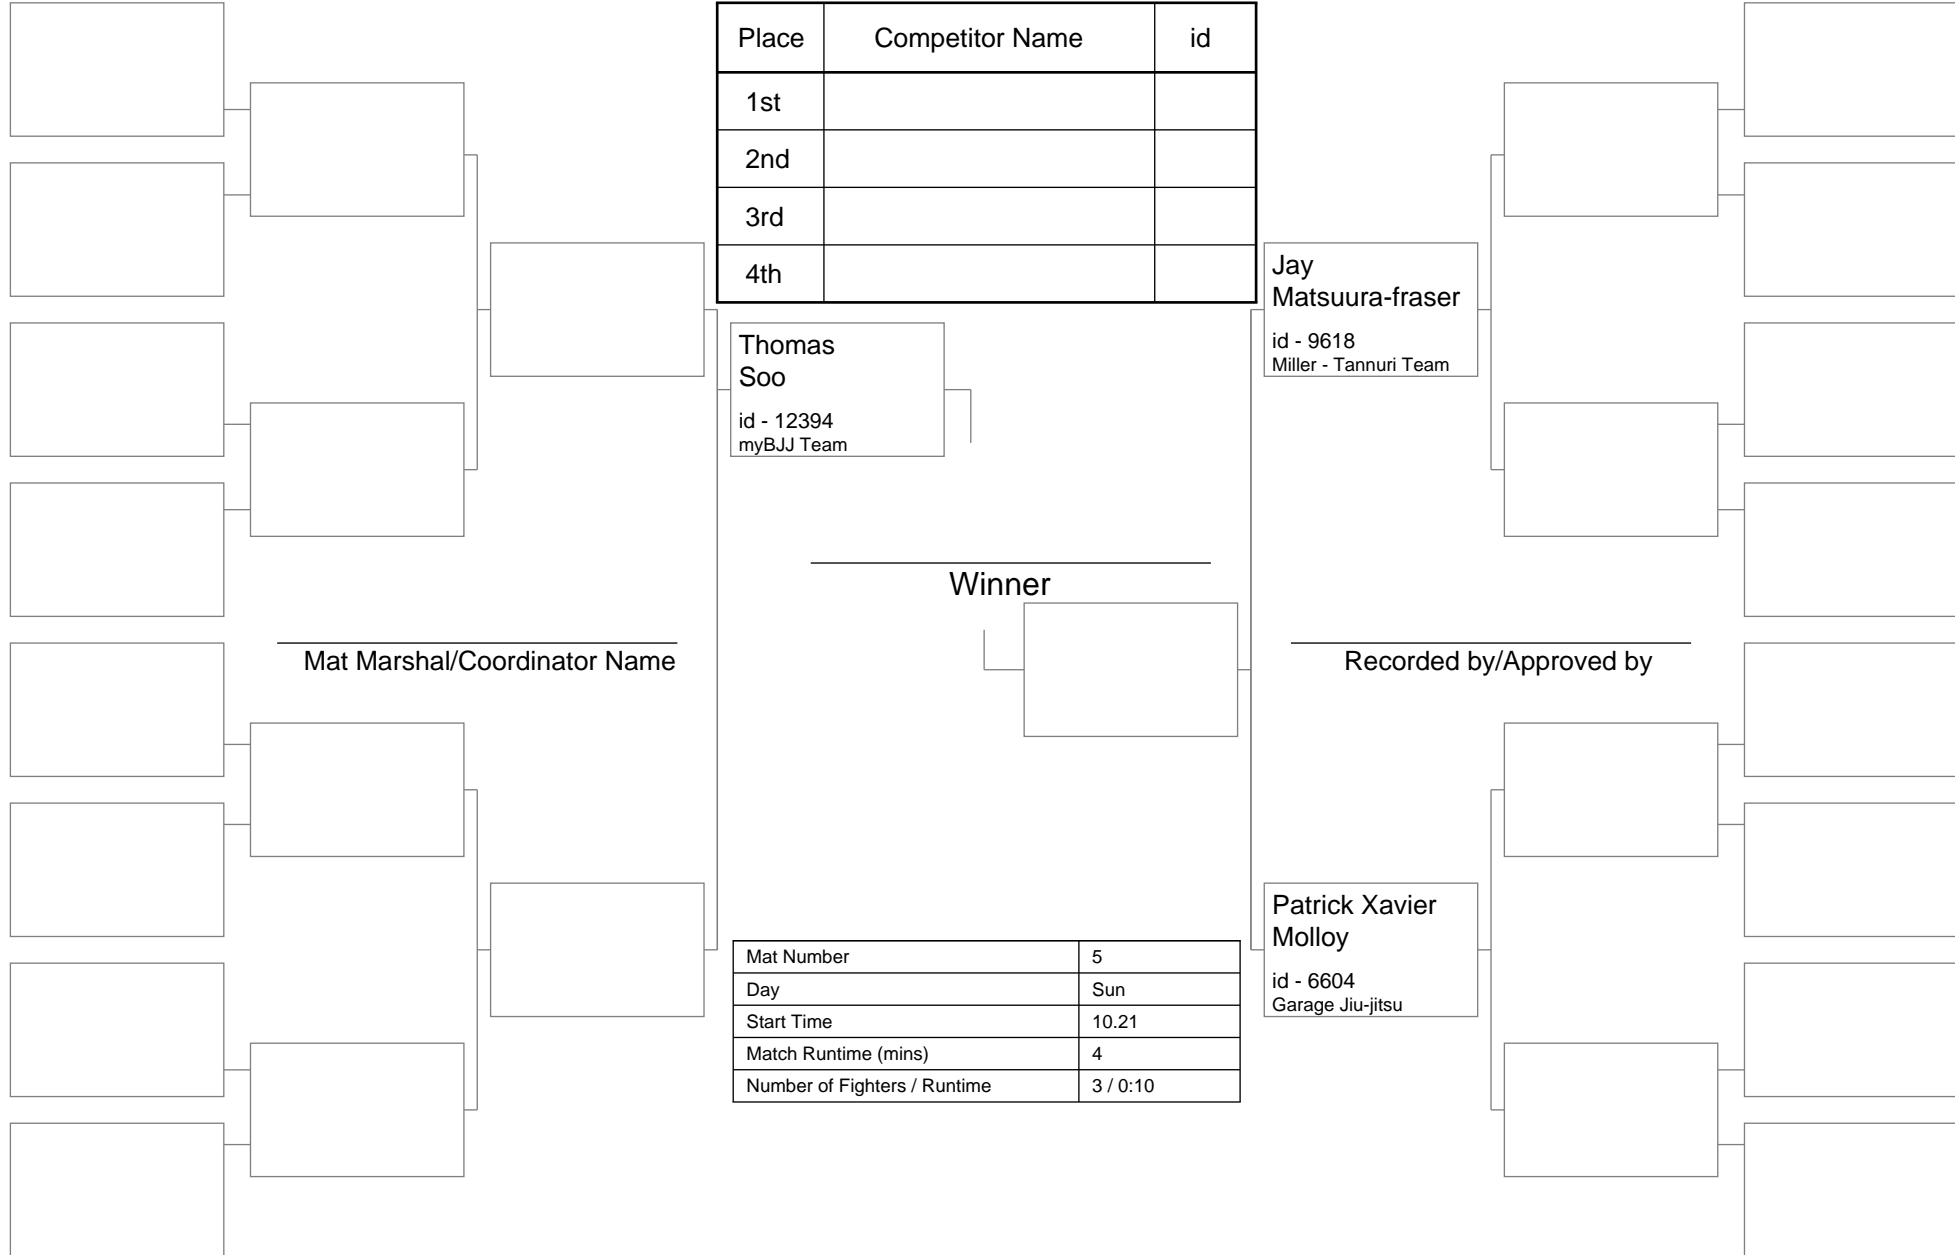 Place Competitor Name id
1st
2nd
3rd
4th
Jay
Matsuura-fraser
id - 9618
Miller - Tannuri Team
Thomas
Soo
id - 12394
myBJJ Team
Winner
Mat Marshal/Coordinator Name
Recorded by/Approved by
Patrick Xavier
Molloy
id - 6604
Garage Jiu-jitsu
Mat Number 5
Day Sun
Start Time 10.21
Match Runtime (mins) 4
Number of Fighters / Runtime 3 / 0:10